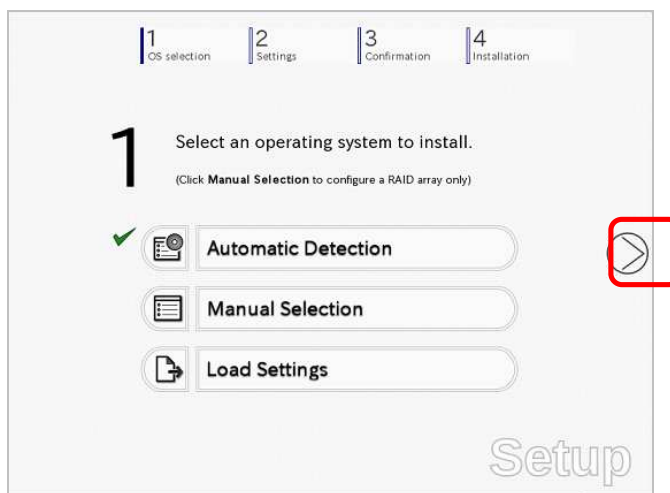 1 2 3 4
OS selection Settings Confirmation Installation
1 Select an operating system to install.
(Click Manual Selection to configure a RAID array only)
Automatic Detection
Manual Selection
Load Settings
Setup